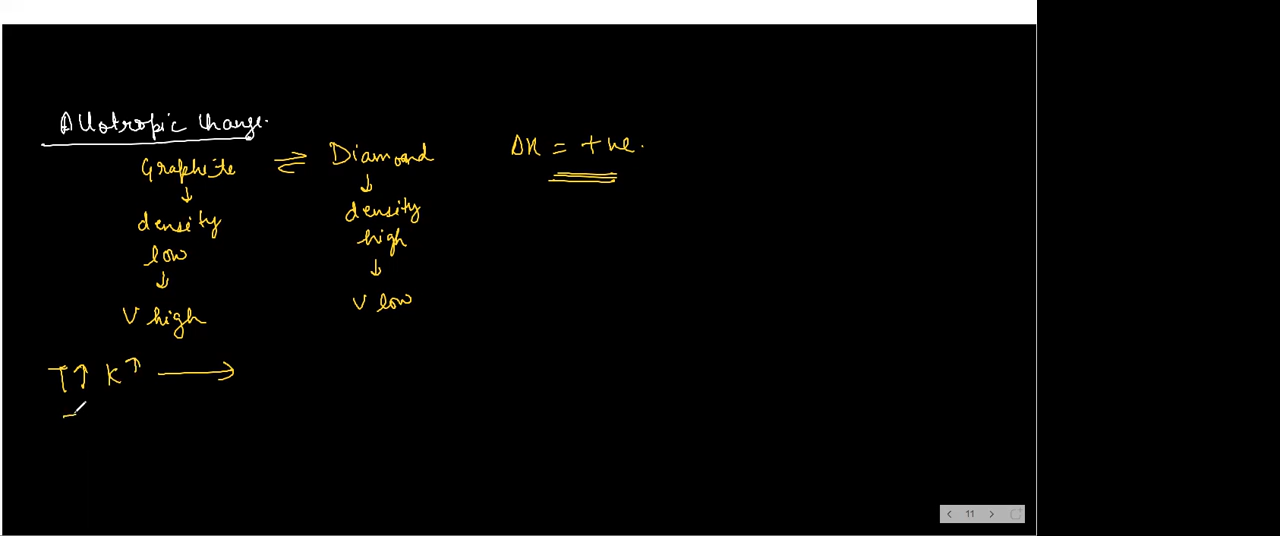 Allotropic Change.
Graphite ⇌ Diamond ΔH = +ve.
↓ ↓
density density
low high
↓ ↓
V high V low
T↑ K↑ ⟶
11